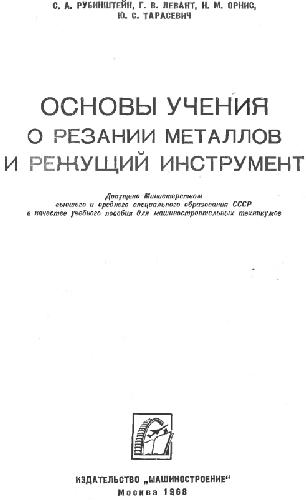 С. А. РУБИНШТЕЙН, Г. В. ЛЕВАНТ, Н. М. ОРНИС,
Ю. С. ТАРАСЕВИЧ
ОСНОВЫ УЧЕНИЯ
О РЕЗАНИИ МЕТАЛЛОВ
И РЕЖУЩИЙ ИНСТРУМЕНТ
Допущено Министерством
высшего и среднего специального образования СССР
в качестве учебного пособия для машиностроительных техникумов
ИЗДАТЕЛЬСТВО „МАШИНОСТРОЕНИЕ"
Москва 1968